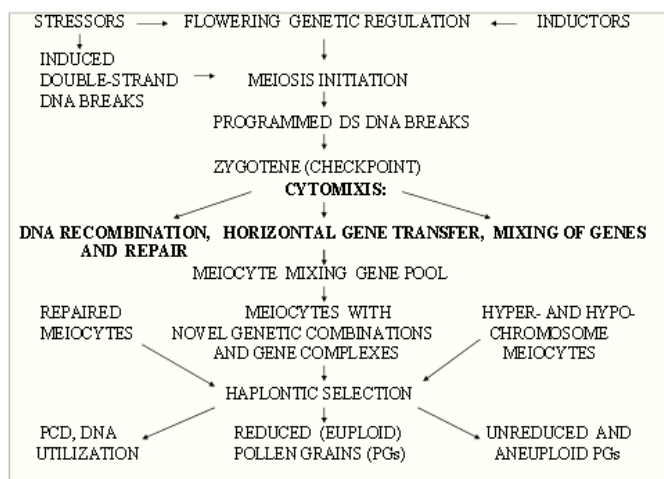 STRESSORS FLOWERING GENETIC REGULATION INDUCTORS
INDUCED
DOUBLE-STRAND
DNA BREAKS
MEIOSIS INITIATION
PROGRAMMED DS DNA BREAKS
ZYGOTENE (CHECKPOINT)
CYTOMIXIS:
DNA RECOMBINATION, HORIZONTAL GENE TRANSFER, MIXING OF GENES
AND REPAIR
MEIOCYTE MIXING GENE POOL
REPAIRED
MEIOCYTES
MEIOCYTES WITH
NOVEL GENETIC COMBINATIONS
AND GENE COMPLEXES
HYPER- AND HYPO-
CHROMOSOME
MEIOCYTES
HAPLONTIC SELECTION
PCD, DNA
UTILIZATION
REDUCED (EUPLOID)
POLLEN GRAINS (PGs)
UNREDUCED AND
ANEUPLOID PGs